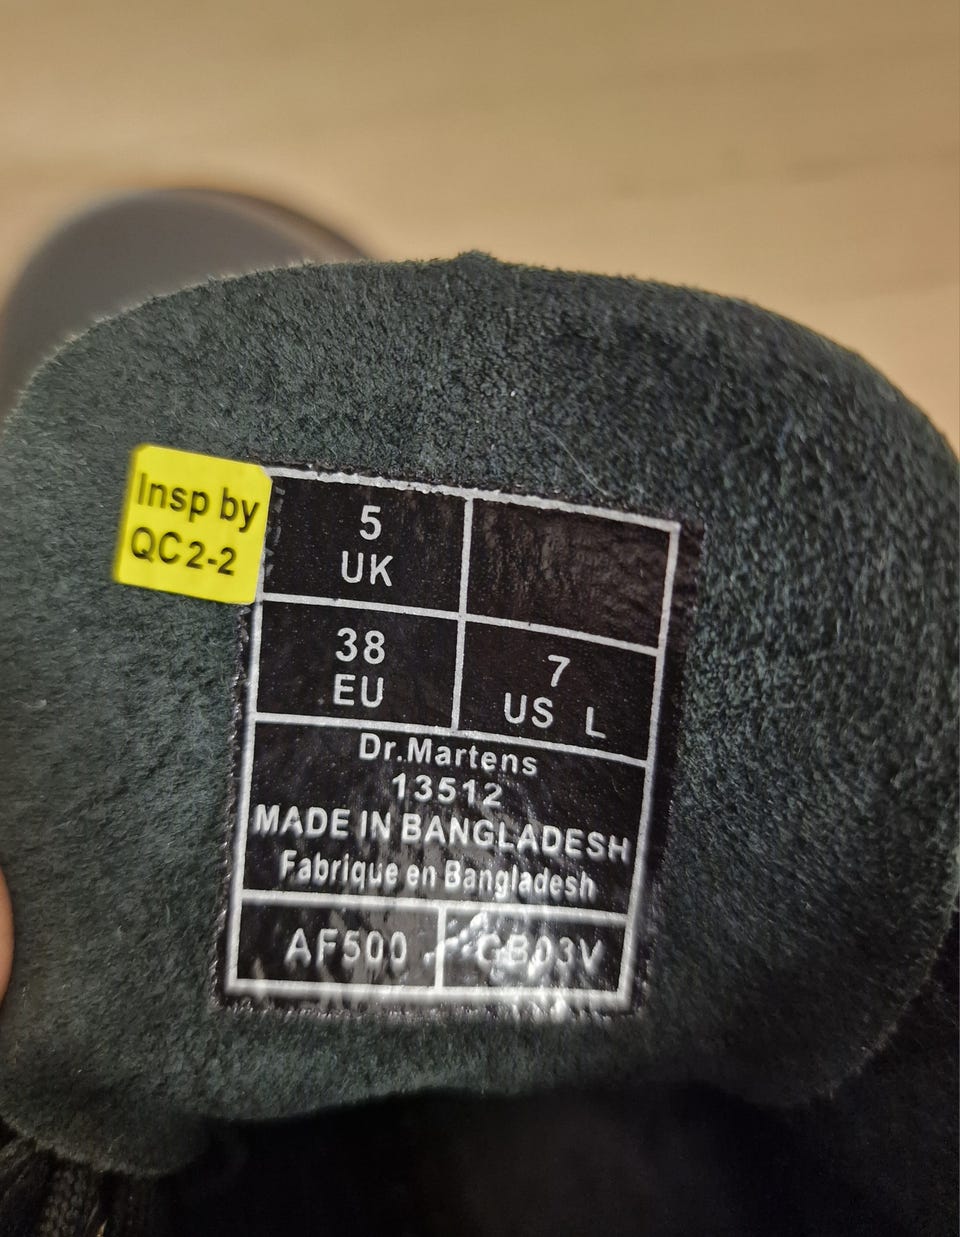 Insp by
QC2-2
5
UK
38
EU
7
US L
Dr.Martens
13512
MADE IN BANGLADESH
Fabriqué en Bangladesh
AF500
GB03V